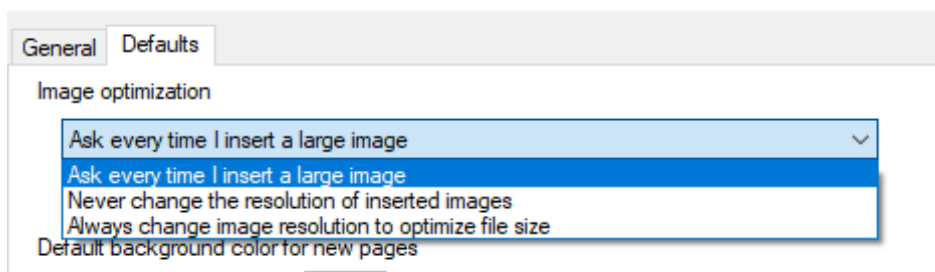 General Defaults
Image optimization
Ask every time I insert a large image
Ask every time I insert a large image
Never change the resolution of inserted images
Always change image resolution to optimize file size
Default background color for new pages